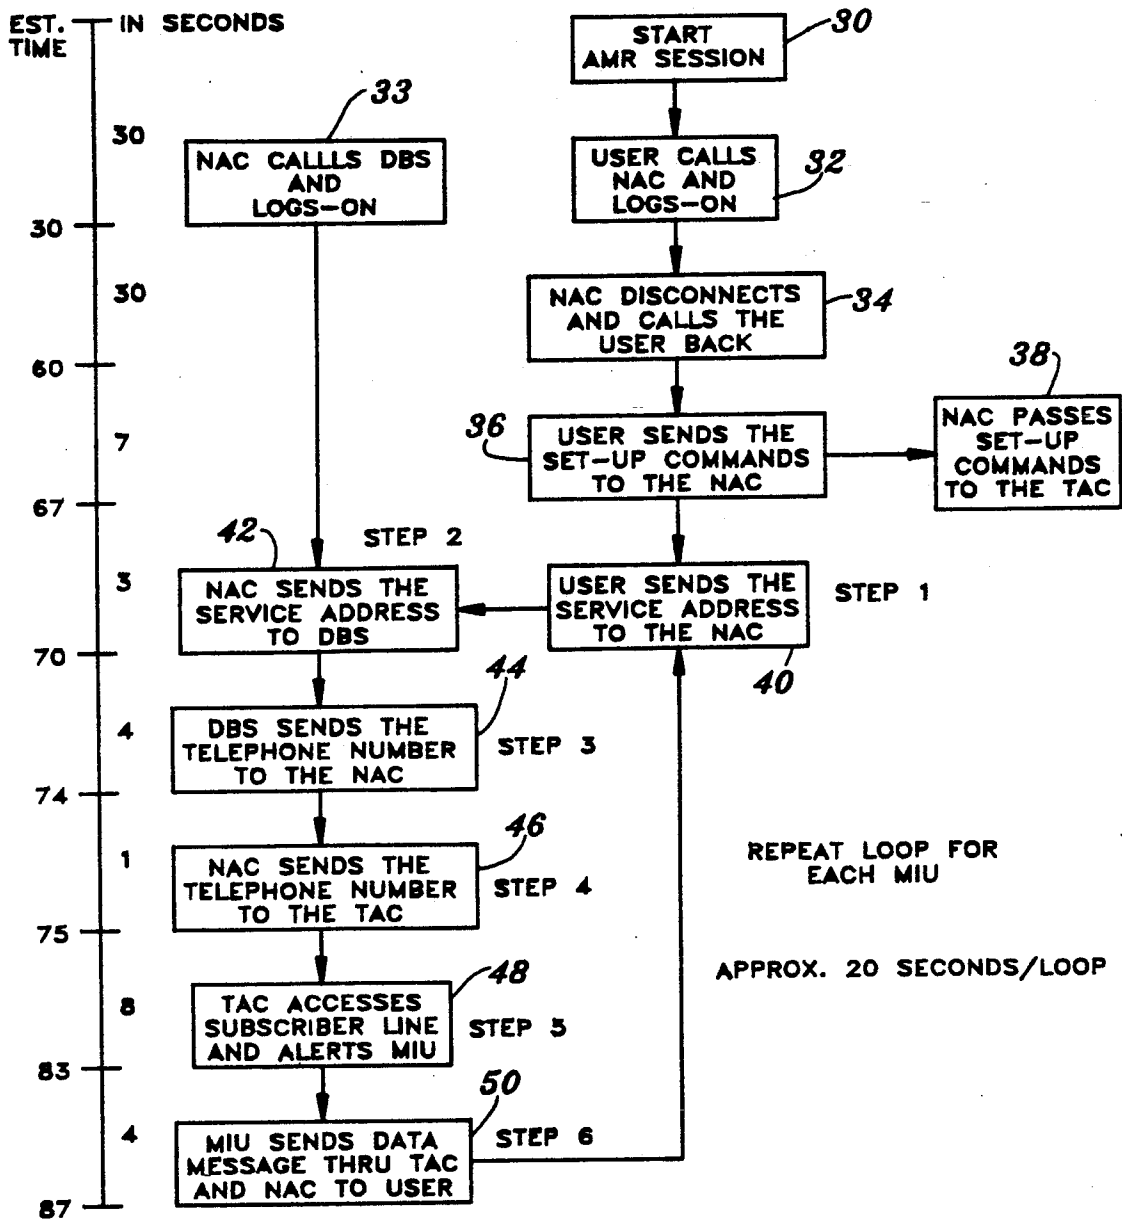 EST. TIME
IN SECONDS
START
AMR SESSION
30
33
30
NAC CALLLS DBS
AND
LOGS-ON
USER CALLS
NAC AND
LOGS-ON
32
30
30
NAC DISCONNECTS
AND CALLS THE
USER BACK
34
60
38
7
36
USER SENDS THE
SET-UP COMMANDS
TO THE NAC
NAC PASSES
SET-UP
COMMANDS
TO THE TAC
67
42
STEP 2
3
NAC SENDS THE
SERVICE ADDRESS
TO DBS
USER SENDS THE
SERVICE ADDRESS
TO THE NAC
STEP 1
70
40
44
4
DBS SENDS THE
TELEPHONE NUMBER
TO THE NAC
STEP 3
74
46
1
NAC SENDS THE
TELEPHONE NUMBER
TO THE TAC
STEP 4
REPEAT LOOP FOR
EACH MIU
75
APPROX. 20 SECONDS/LOOP
48
8
TAC ACCESSES
SUBSCRIBER LINE
AND ALERTS MIU
STEP 5
83
50
4
MIU SENDS DATA
MESSAGE THRU TAC
AND NAC TO USER
STEP 6
87